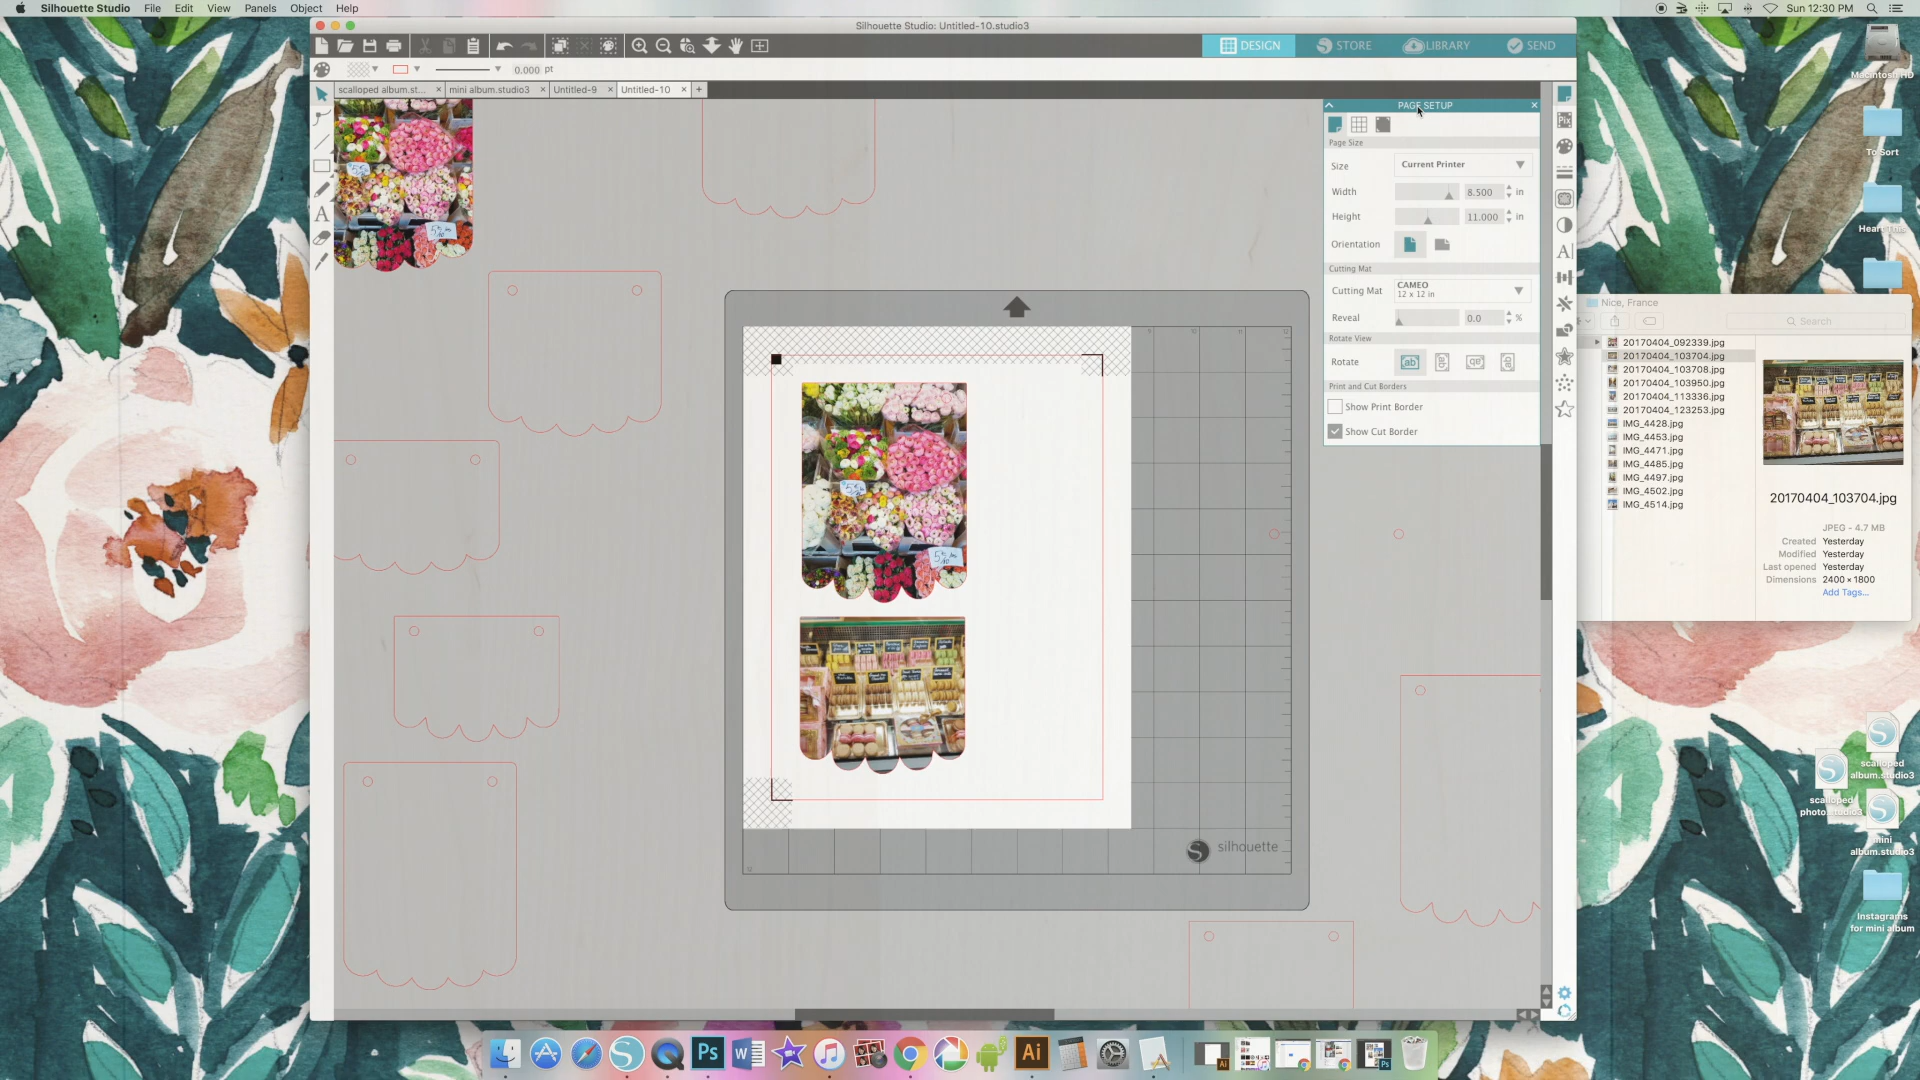 Silhouette Studio File Edit View Panels Object Help
Sun 12:30 PM
Silhouette Studio: Untitled-10.studio3
DESIGN
STORE
LIBRARY
SEND
0.000 pt
scalloped album.st...
mini album.studio3
Untitled-9
Untitled-10
PAGE SETUP
Page Size
Size Current Printer
Width 8.500 in
Height 11.000 in
Orientation
Cutting Mat
Cutting Mat CAMEO
12 x 12 in
Reveal 0.0 %
Rotate View
Rotate
Print and Cut Borders
Show Print Border
Show Cut Border
silhouette
Macintosh HD
To Sort
Heart This
Nice, France
Search
20170404_092339.jpg
20170404_103704.jpg
20170404_103708.jpg
20170404_103950.jpg
20170404_113336.jpg
20170404_123253.jpg
IMG_4428.jpg
IMG_4453.jpg
IMG_4471.jpg
IMG_4485.jpg
IMG_4497.jpg
IMG_4502.jpg
IMG_4514.jpg
20170404_103704.jpg
JPEG - 4.7 MB
Created Yesterday
Modified Yesterday
Last opened Yesterday
Dimensions 2400 × 1800
Add Tags...
scalloped
album.studio3
scalloped
photo.studio3
mini
album.studio3
Instagrams
for mini album
Ps
W
Ai